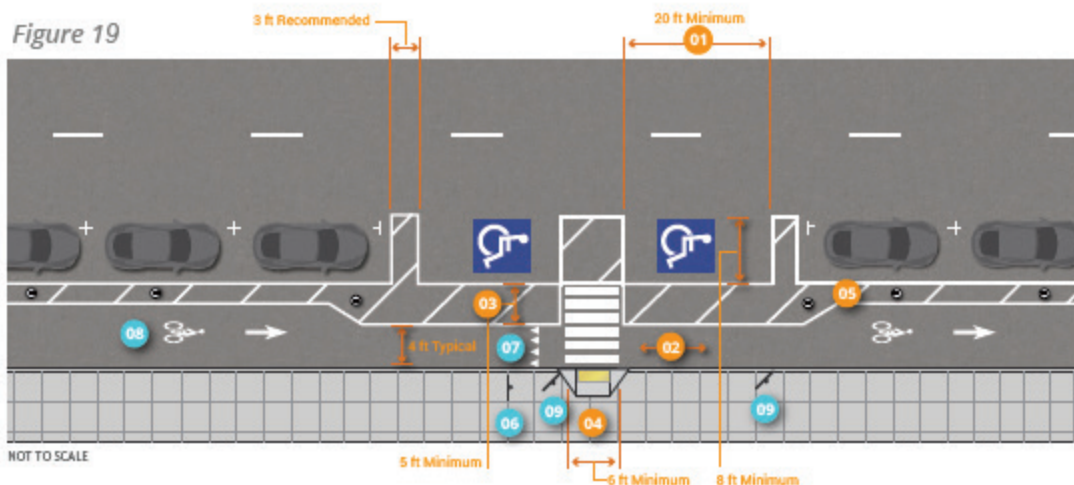 3 ft Recommended
20 ft Minimum
Figure 19
01
03
05
08
4 ft Typical
07
02
06
09
04
09
NOT TO SCALE
5 ft Minimum
6 ft Minimum
8 ft Minimum